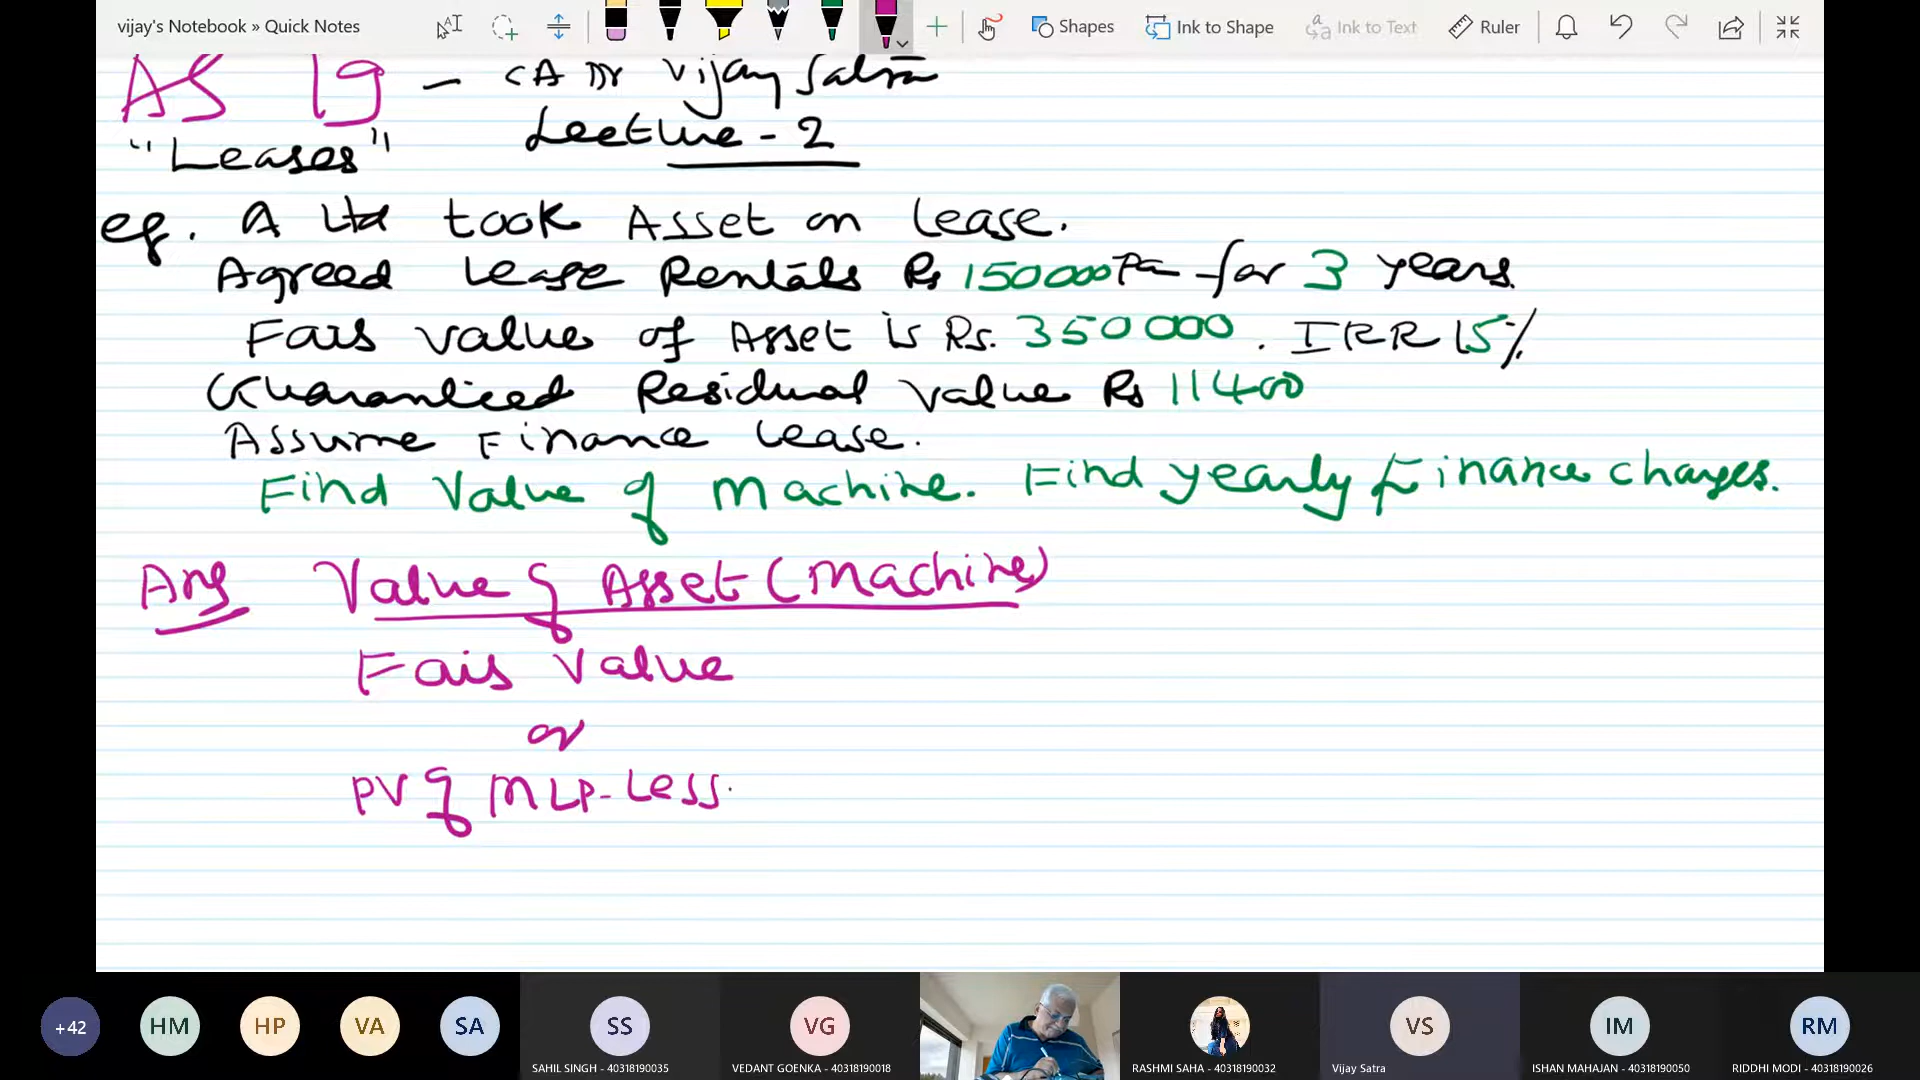 vijay's Notebook » Quick Notes
Shapes
Ink to Shape
Ink to Text
Ruler
AS 19 - CA Dr Vijay Satra
"Leases" Lecture - 2
eg. A Ltd took Asset on Lease.
Agreed Lease Rentals Rs 150000 Pa for 3 years.
Fair value of Asset is Rs. 350000. IRR 15%
Guaranteed Residual Value Rs 11400
Assume Finance Lease.
Find Value of Machine. Find yearly Finance charges.
Ans Value of Asset (Machine)
Fair Value
or
PV of MLP - Less.
+42
HM
HP
VA
SA
SS
VG
VS
IM
RM
SAHIL SINGH - 40318190035
VEDANT GOENKA - 40318190018
RASHMI SAHA - 40318190032
Vijay Satra
ISHAN MAHAJAN - 40318190050
RIDDHI MODI - 40318190026